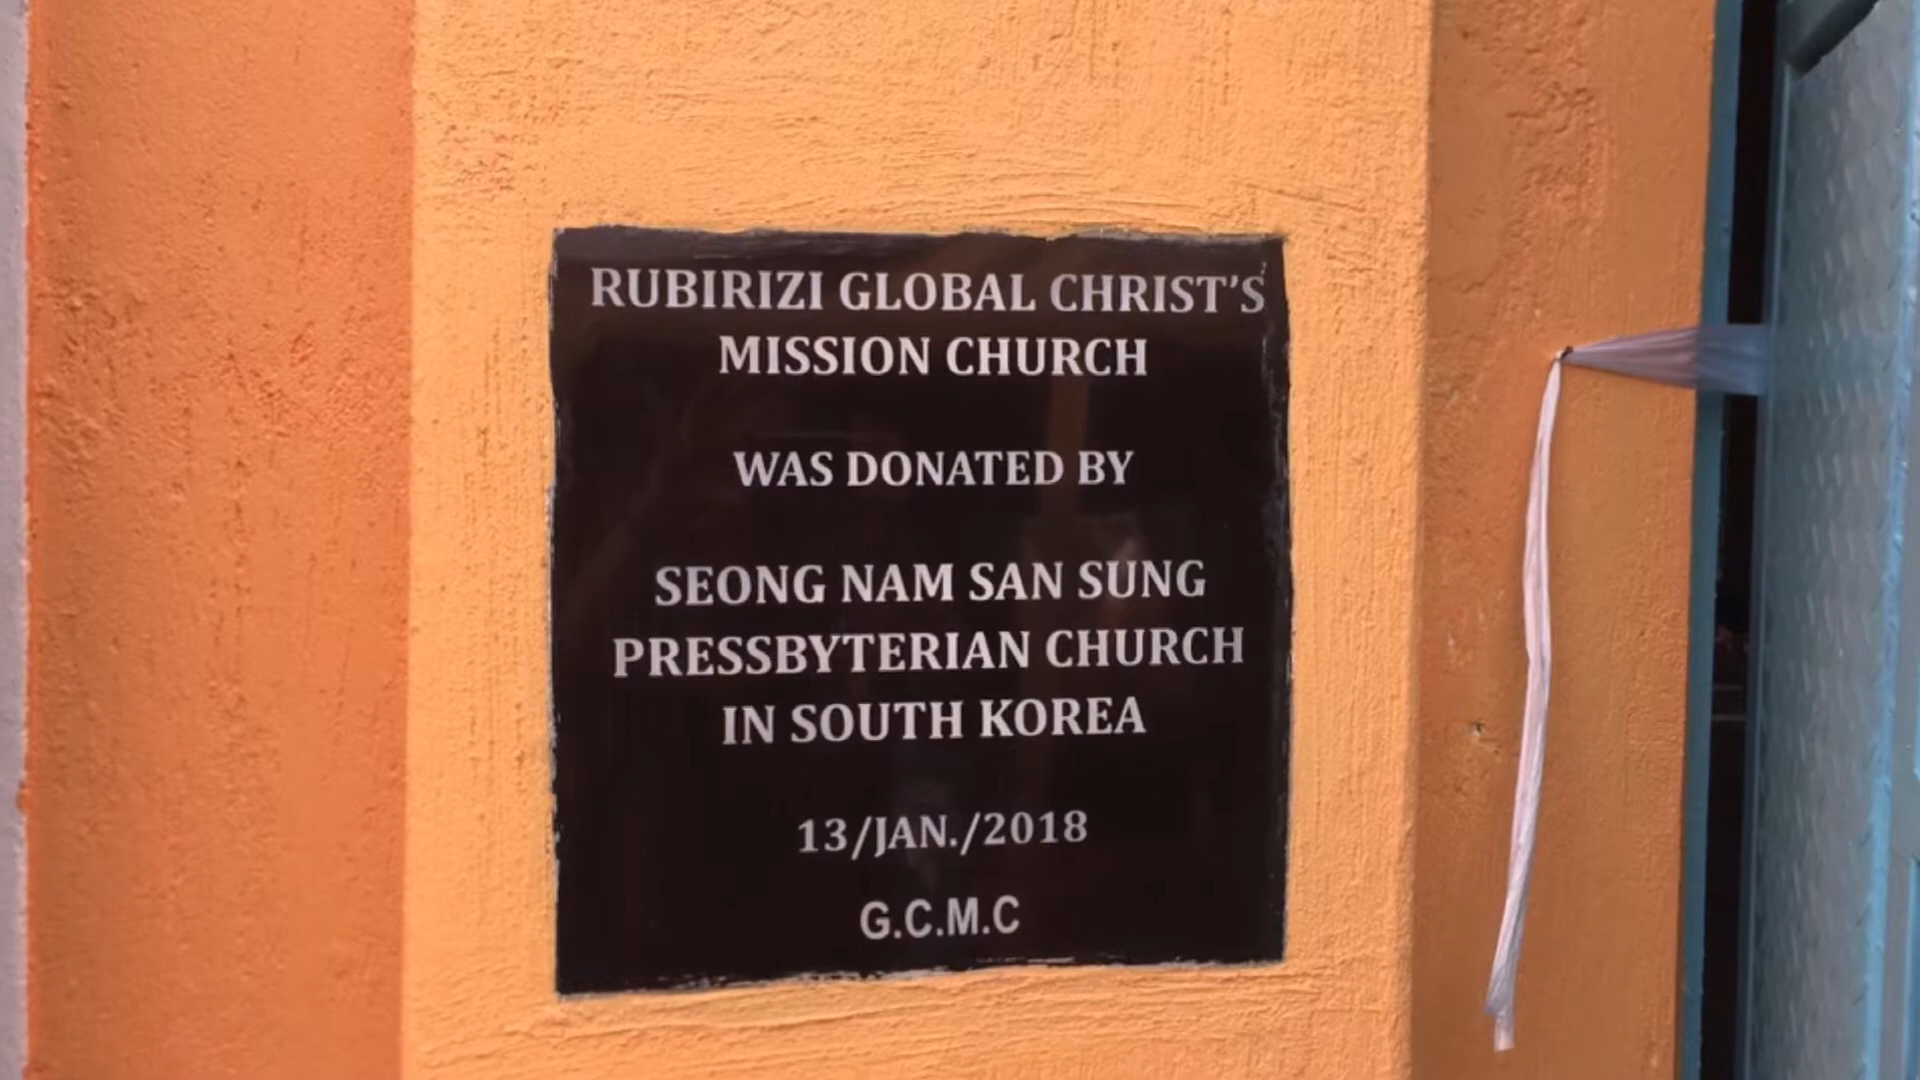 RUBIRIZI GLOBAL CHRIST'S
MISSION CHURCH
WAS DONATED BY
SEONG NAM SAN SUNG
PRESSBYTERIAN CHURCH
IN SOUTH KOREA
13/JAN./2018
G.C.M.C